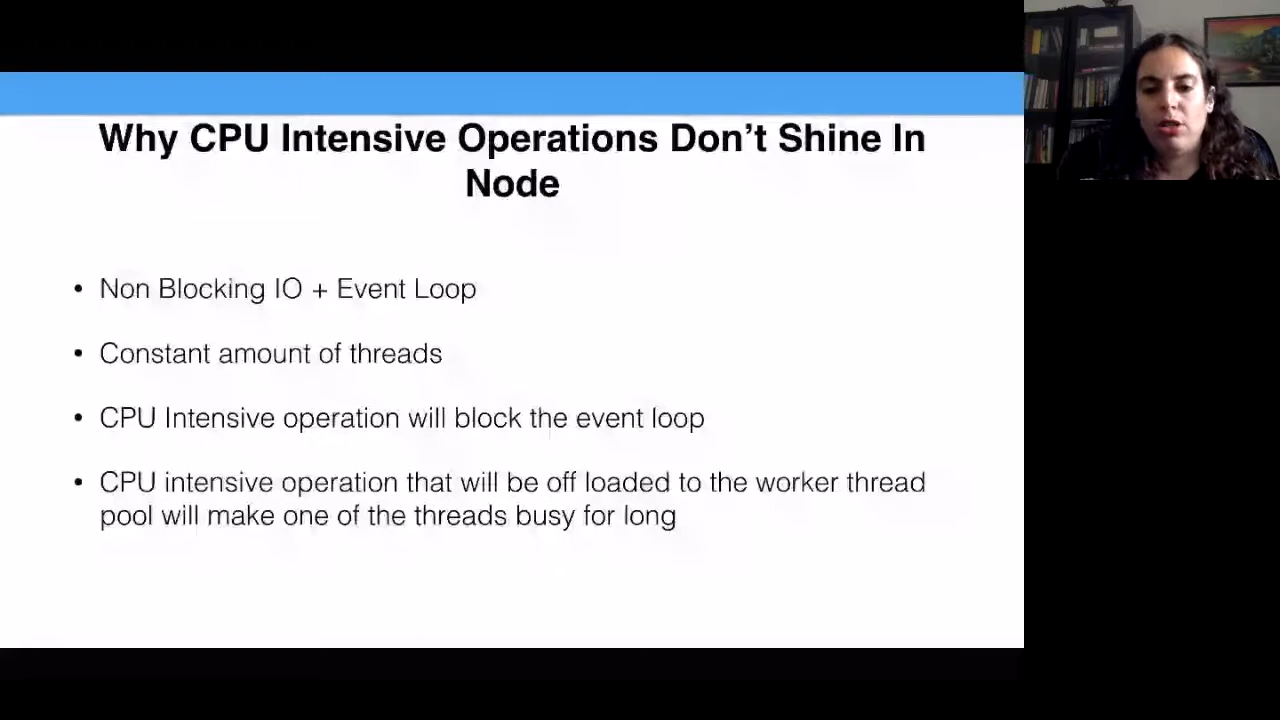 Why CPU Intensive Operations Don’t Shine In
Node
• Non Blocking IO + Event Loop
• Constant amount of threads
• CPU Intensive operation will block the event loop
• CPU intensive operation that will be off loaded to the worker thread
pool will make one of the threads busy for long